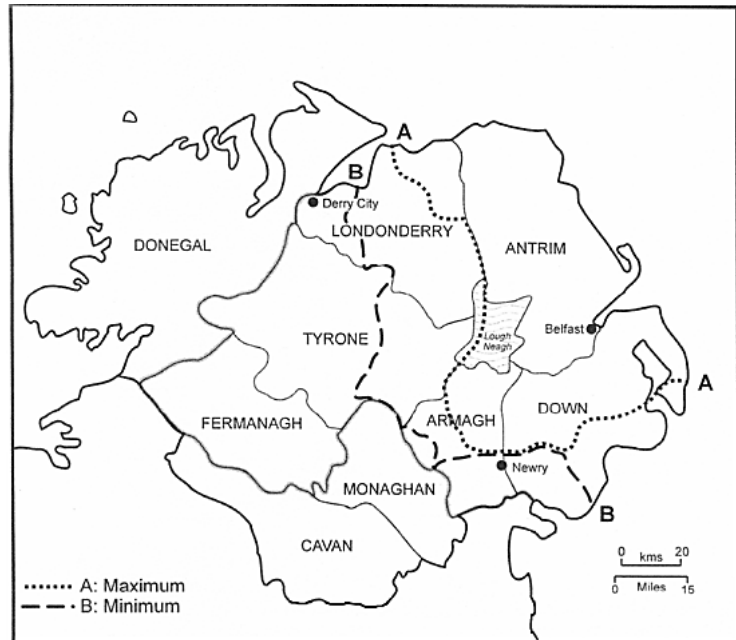 A
B
Derry City
LONDONDERRY
DONEGAL
ANTRIM
TYRONE
Lough
Neagh
Belfast
A
FERMANAGH
ARMAGH
DOWN
Newry
MONAGHAN
B
CAVAN
0 kms 20
0 Miles 15
A: Maximum
B: Minimum